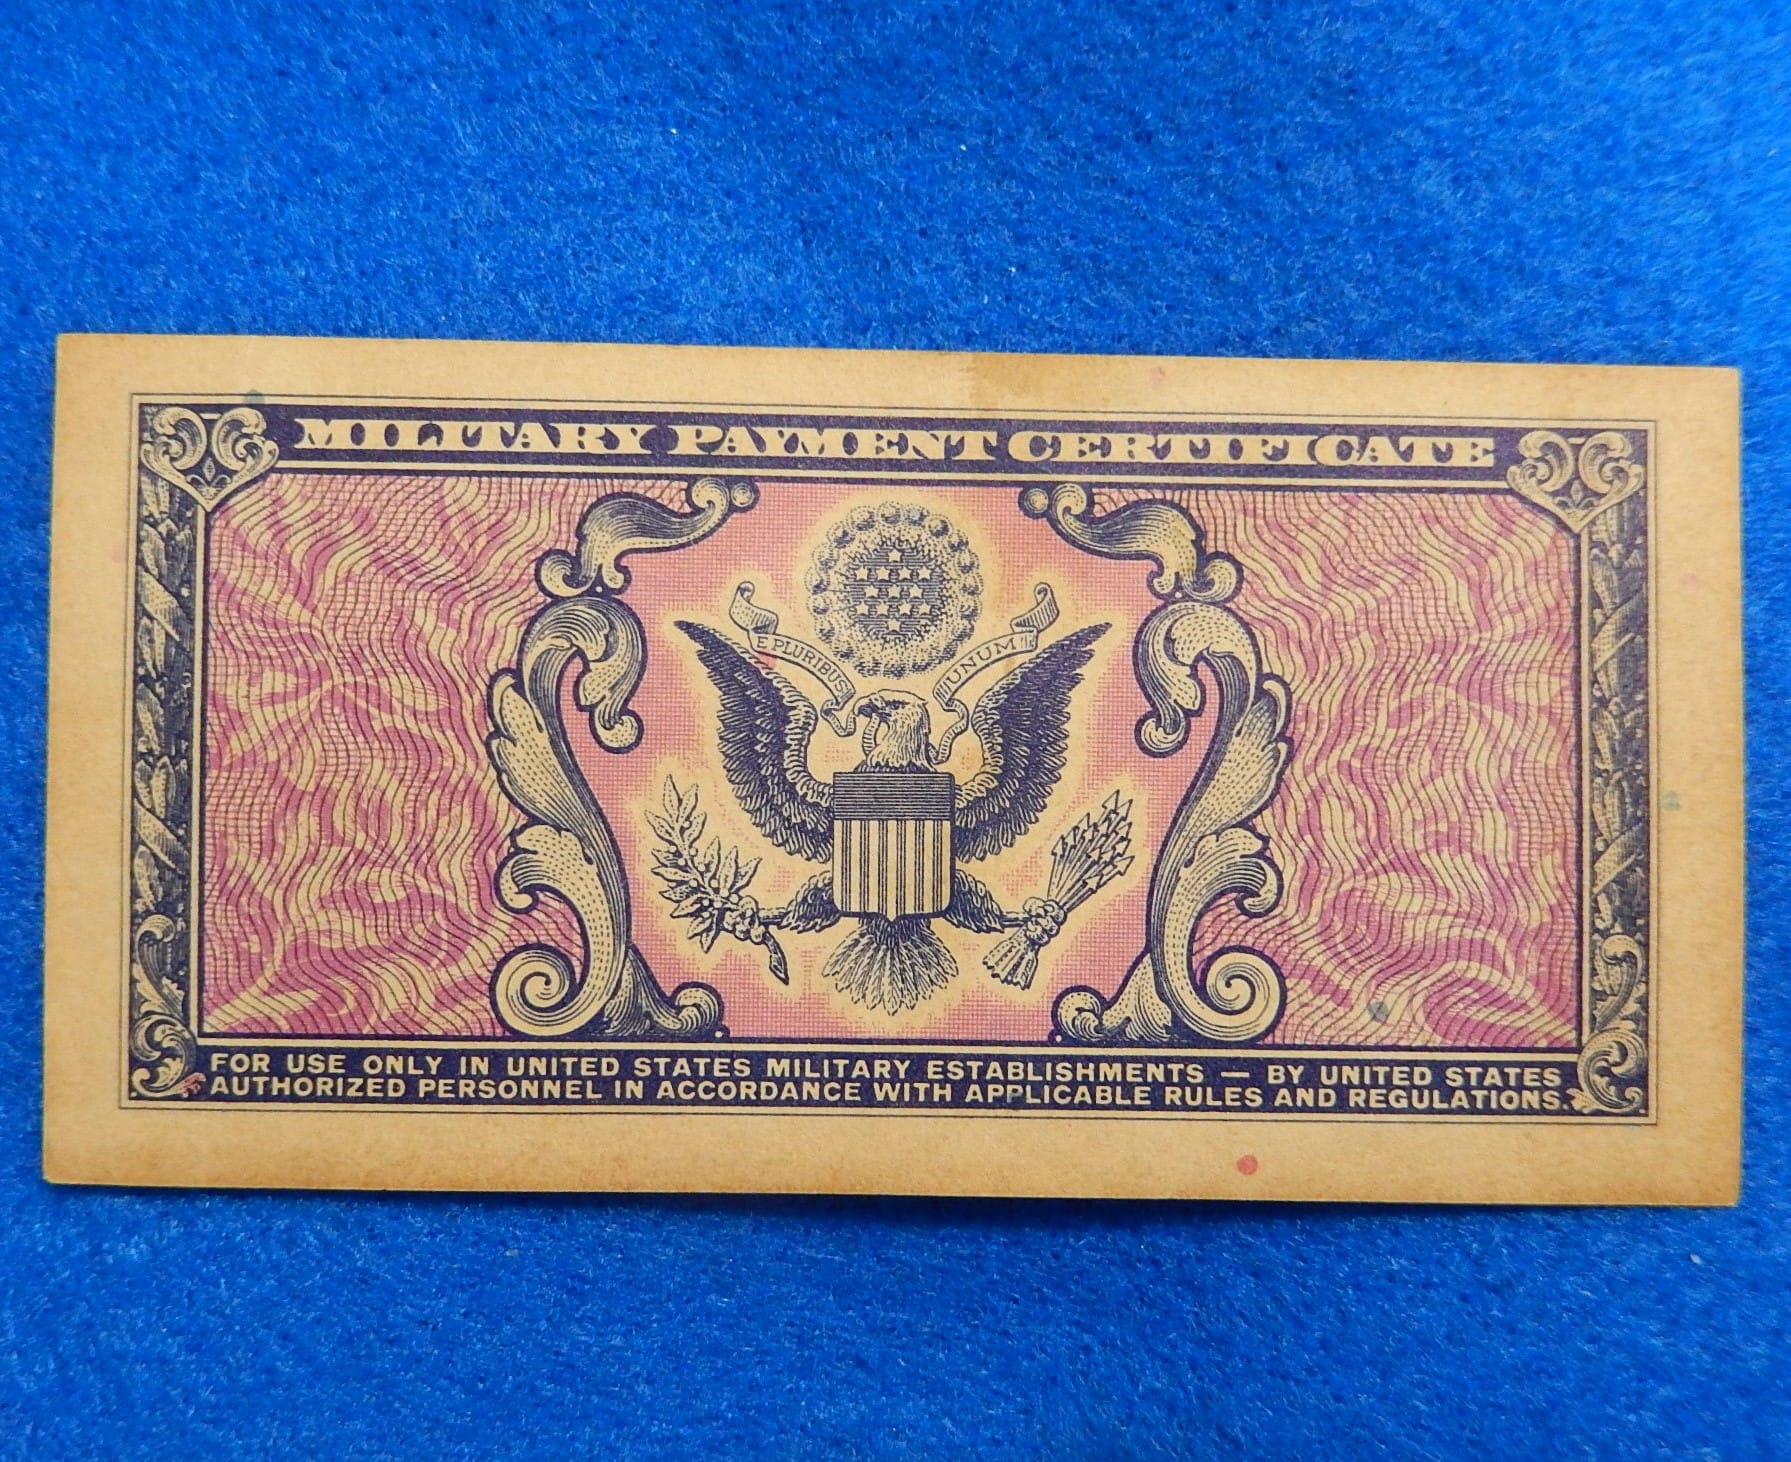 MILITARY PAYMENT CERTIFICATE
E PLURIBUS UNUM
FOR USE ONLY IN UNITED STATES MILITARY ESTABLISHMENTS — BY UNITED STATES
AUTHORIZED PERSONNEL IN ACCORDANCE WITH APPLICABLE RULES AND REGULATIONS.